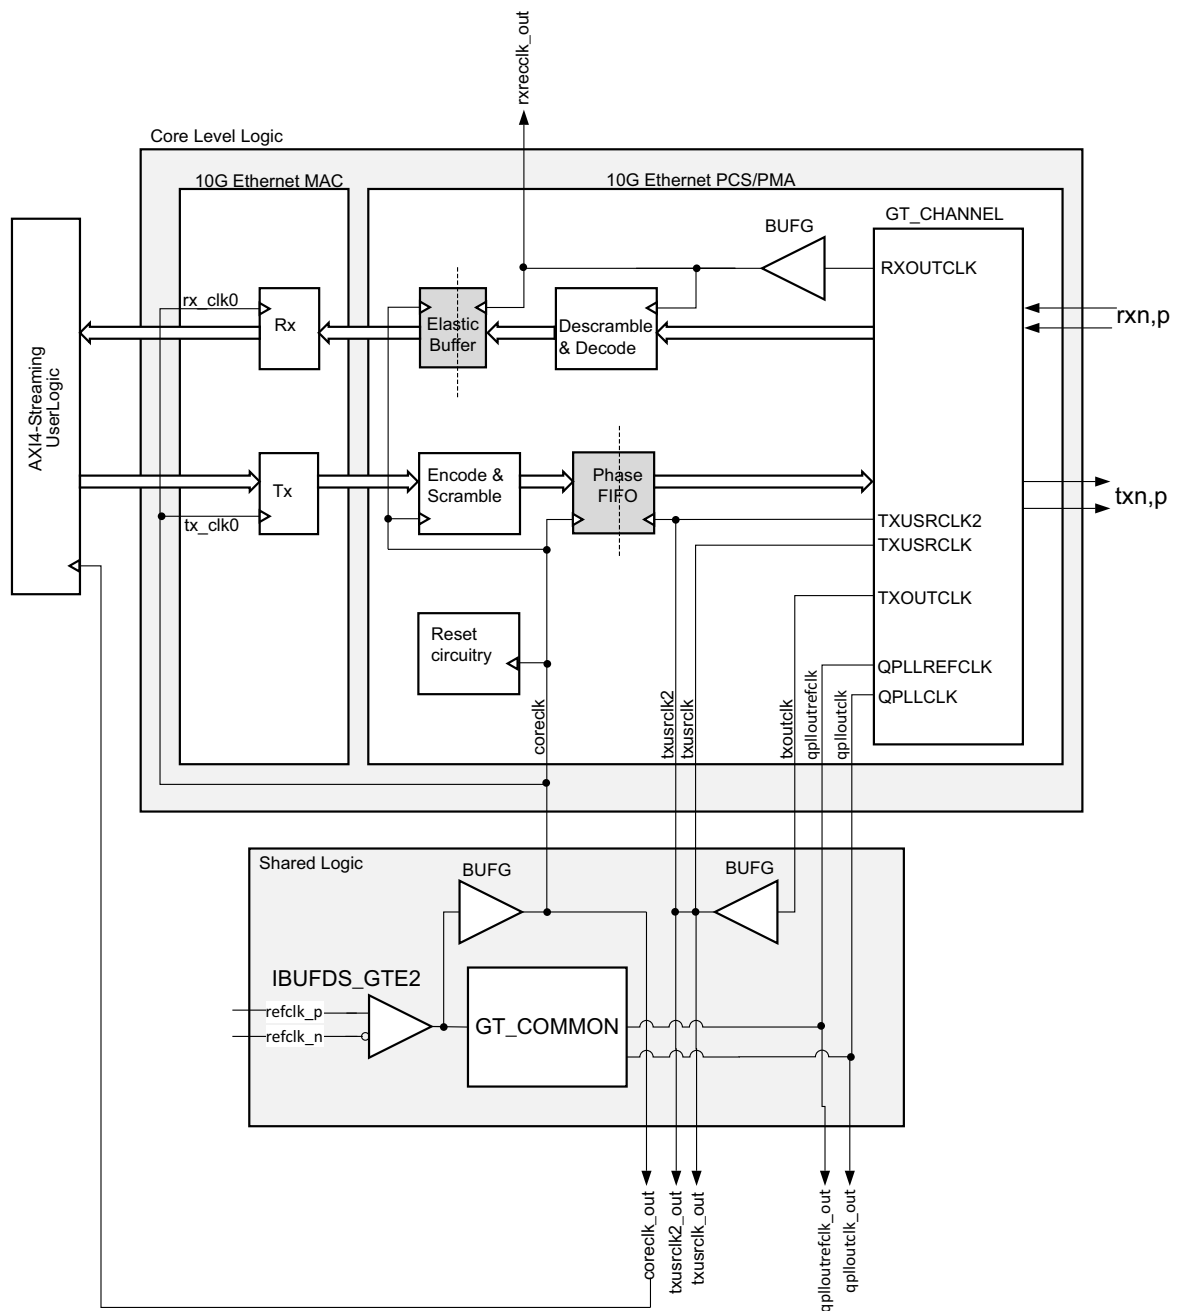 rxrecclk_out
Core Level Logic
10G Ethernet MAC
10G Ethernet PCS/PMA
GT_CHANNEL
BUFG
RXOUTCLK
rx_clk0
Rx
Elastic
Buffer
Descramble
& Decode
rxn,p
AXI4-Streaming
UserLogic
Tx
tx_clk0
Encode &
Scramble
Phase
FIFO
txn,p
TXUSRCLK2
TXUSRCLK
TXOUTCLK
Reset
circuitry
QPLLREFCLK
QPLLCLK
coreclk
txusrclk2
txusrclk
txoutclk
qplloutrefclk
qplloutclk
Shared Logic
BUFG
BUFG
IBUFDS_GTE2
refclk_p
refclk_n
GT_COMMON
coreclk_out
txusrclk2_out
txusrclk_out
qplloutrefclk_out
qplloutclk_out